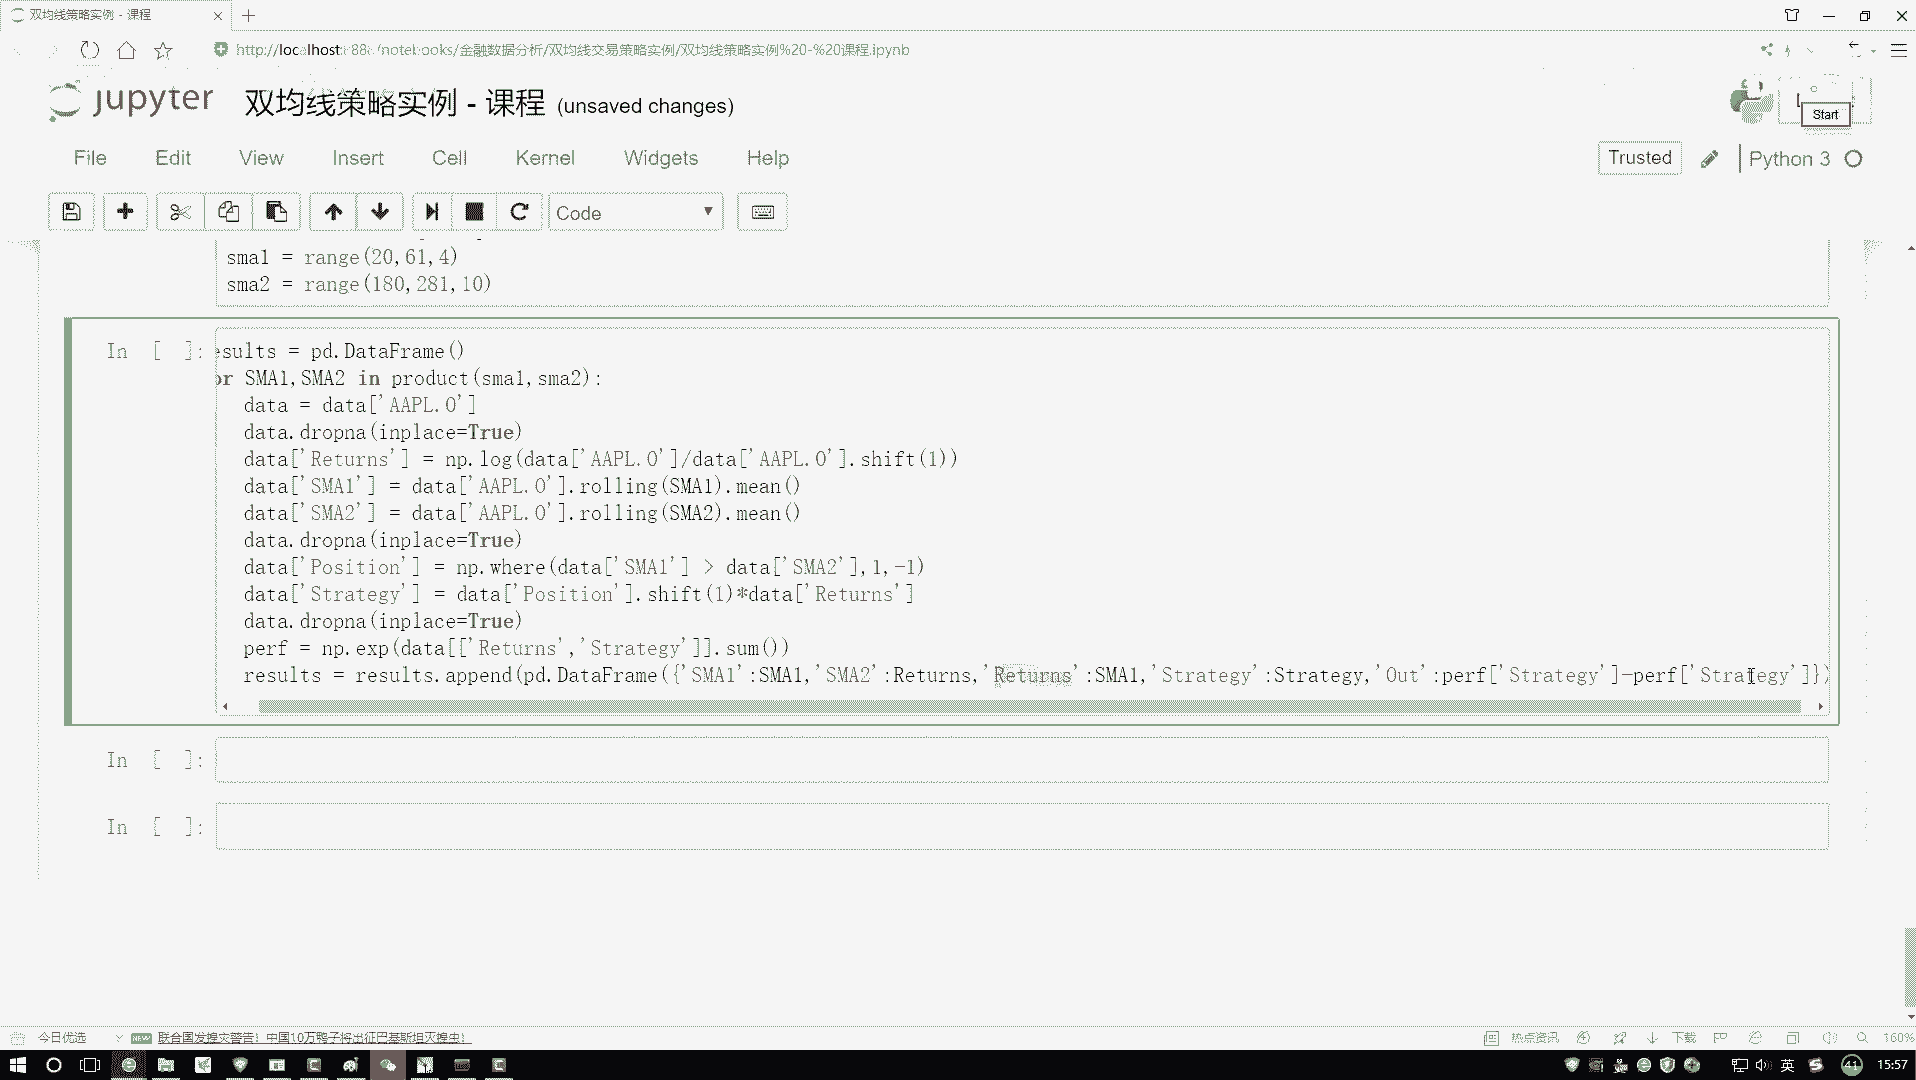 双均线策略实例 - 课程
http://localhost:88
/notebooks/金融数据分析/双均线交易策略实例/双均线策略实例%20-%20课程.ipynb
jupyter 双均线策略实例 - 课程 (unsaved changes)
Start
File Edit View Insert Cell Kernel Widgets Help
Trusted Python 3
Code
sma1 = range(20,61,4)
sma2 = range(180,281,10)
In [ ]:
esults = pd.DataFrame()
or SMA1,SMA2 in product(sma1,sma2):
data = data['AAPL.O']
data.dropna(inplace=True)
data['Returns'] = np.log(data['AAPL.O']/data['AAPL.O'].shift(1))
data['SMA1'] = data['AAPL.O'].rolling(SMA1).mean()
data['SMA2'] = data['AAPL.O'].rolling(SMA2).mean()
data.dropna(inplace=True)
data['Position'] = np.where(data['SMA1'] > data['SMA2'],1,-1)
data['Strategy'] = data['Position'].shift(1)*data['Returns']
data.dropna(inplace=True)
perf = np.exp(data[['Returns','Strategy']].sum())
results = results.append(pd.DataFrame({'SMA1':SMA1,'SMA2':Returns,'Returns':SMA1,'Strategy':Strategy,'Out':perf['Strategy']-perf['Strategy']})
In [ ]:
In [ ]:
今日优选 NEW 联合国发蝗灾警告！中国10万鸭子将出征巴基斯坦灭蝗虫！ 热点资讯 下载 160%
英 41 15:57